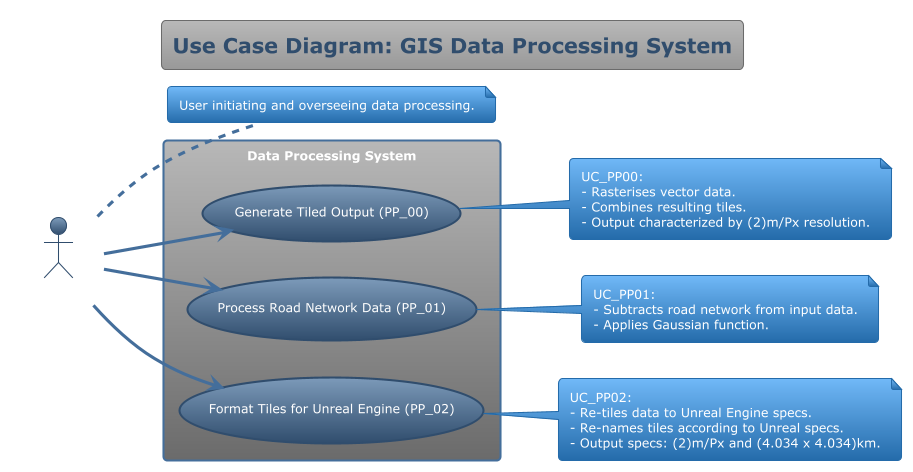 Use Case Diagram: GIS Data Processing System
User initiating and overseeing data processing.
Data Processing System
Generate Tiled Output (PP_00)
UC_PP00:
- Rasterises vector data.
- Combines resulting tiles.
- Output characterized by (2)m/Px resolution.
Process Road Network Data (PP_01)
UC_PP01:
- Subtracts road network from input data.
- Applies Gaussian function.
Format Tiles for Unreal Engine (PP_02)
UC_PP02:
- Re-tiles data to Unreal Engine specs.
- Re-names tiles according to Unreal specs.
- Output specs: (2)m/Px and (4.034 x 4.034)km.